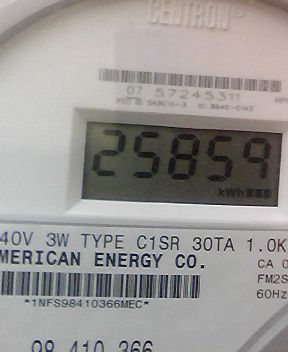 CENTRON®
07 57245311
25859
kWh
40V 3W TYPE C1SR 30TA 1.0K
MERICAN ENERGY CO.
CA 0
FM2S
60Hz
*1NFS98410366MEC*
98 410 366